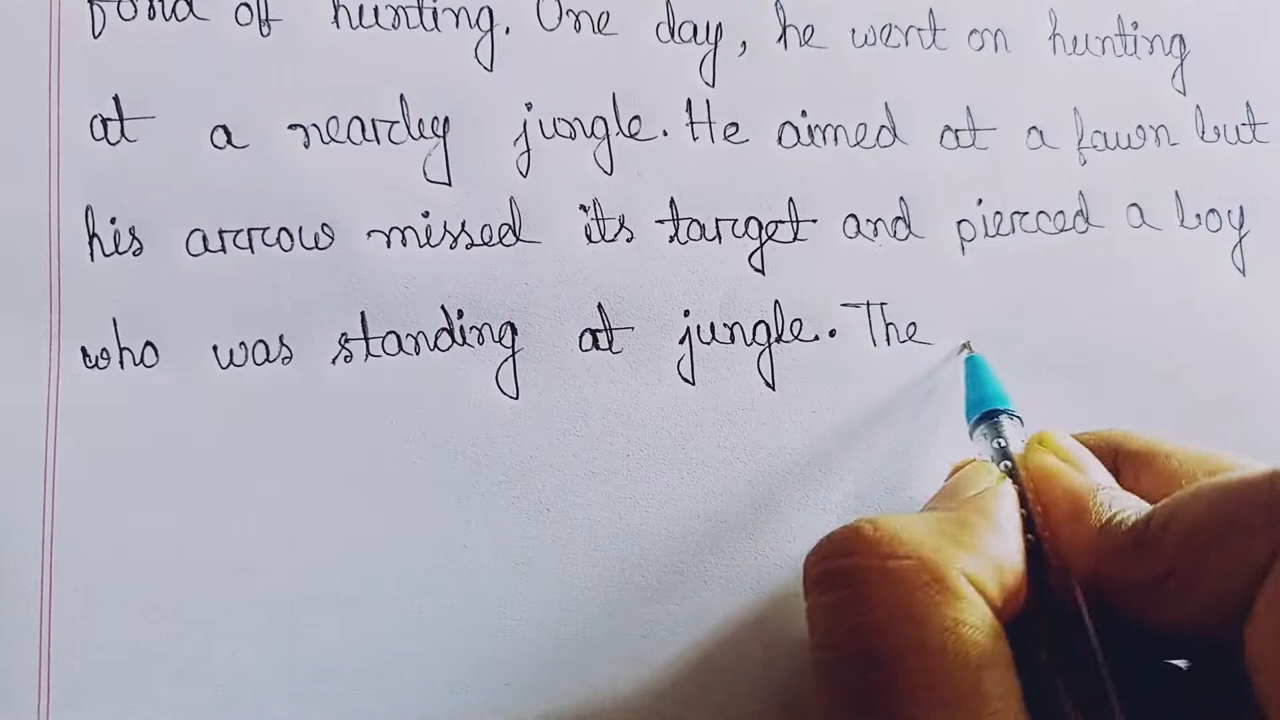 fond of hunting. One day, he went on hunting
at a nearby jungle. He aimed at a fawn but
his arrow missed its target and pierced a boy
who was standing at jungle. The